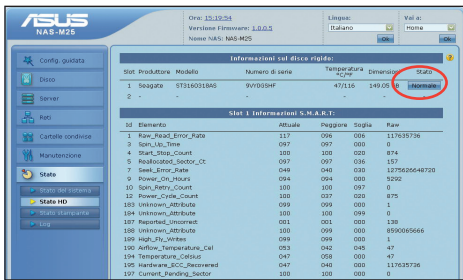 ASUS
NAS-M25
Ora: 15:19:54
Versione Firmware: 1.0.0.5
Nome NAS: NAS-M25
Lingua:
Italiano
Ok
Vai a:
Home
Ok
Config. guidata
Disco
Server
Reti
Cartelle condivise
Manutenzione
Stato
Stato del sistema
Stato HD
Stato stampante
Log
Informazioni sul disco rigido:
Slot Produttore Modello Numero di serie Temperatura °C/°F Dimensioni Stato
1 Seagate ST3160318AS 9VY0GSHF 47/116 149.05 GB Normale
2 - - - - - -
Slot 1 Informazioni S.M.A.R.T:
Id Elemento Attuale Peggiore Soglia Raw
1 Raw_Read_Error_Rate 117 096 006 117635736
3 Spin_Up_Time 097 097 000 0
4 Start_Stop_Count 100 100 020 874
5 Reallocated_Sector_Ct 097 097 036 157
7 Seek_Error_Rate 049 040 030 1275626648720
9 Power_On_Hours 094 094 000 5292
10 Spin_Retry_Count 100 100 097 0
12 Power_Cycle_Count 100 037 020 875
183 Unknown_Attribute 099 099 000 1
184 Unknown_Attribute 100 100 099 0
187 Reported_Uncorrect 001 001 000 138
188 Unknown_Attribute 100 099 000 8590065666
189 High_Fly_Writes 099 099 000 1
190 Airflow_Temperature_Cel 053 042 045 47
194 Temperature_Celsius 047 058 000 47
195 Hardware_ECC_Recovered 047 040 000 117635736
197 Current_Pending_Sector 100 100 000 0